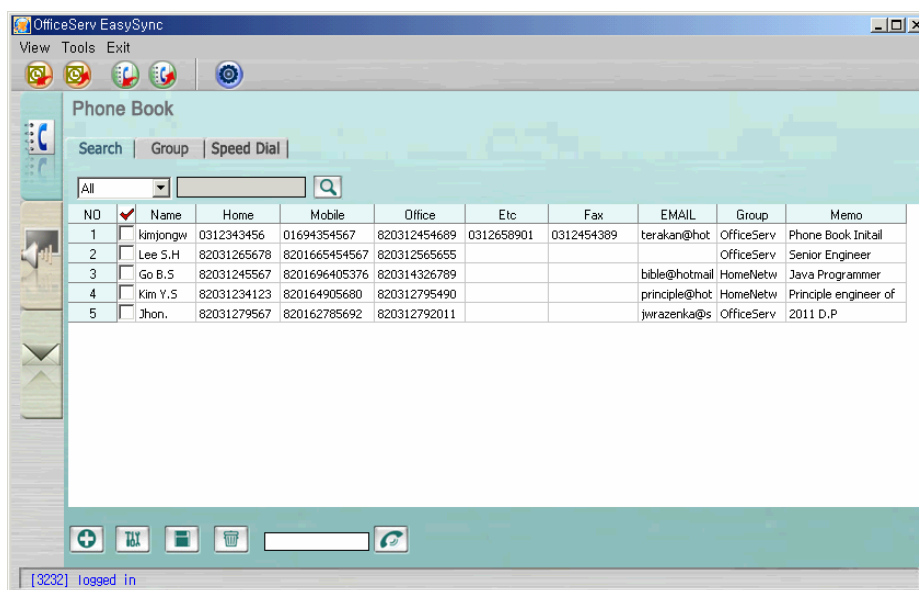 OfficeServ EasySync
View Tools Exit
Phone Book
Search Group Speed Dial
All
NO Name Home Mobile Office Etc Fax EMAIL Group Memo
1 kimjongw 0312343456 01694354567 820312454689 0312658901 0312454389 terakan@hot OfficeServ Phone Book Initail
2 Lee S.H 82031265678 8201665454567 820312565655 OfficeServ Senior Engineer
3 Go B.S 82031245567 8201696405376 820314326789 bible@hotmail HomeNetw Java Programmer
4 Kim Y.S 82031234123 820164905680 820312795490 principle@hot HomeNetw Principle engineer of
5 Jhon. 82031279567 820162785692 820312792011 jwrazenka@s OfficeServ 2011 D.P
[3232] logged in